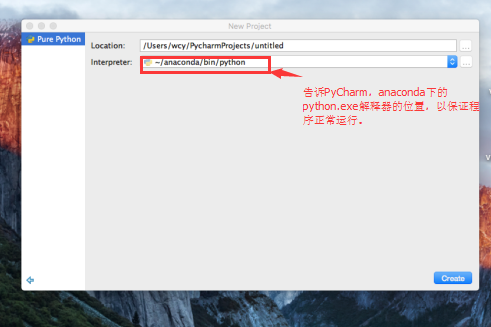 New Project
Pure Python
Location: /Users/wcy/PycharmProjects/untitled ...
Interpreter: ~/anaconda/bin/python ...
告诉PyCharm，anaconda下的
python.exe解释器的位置，以保证程
序正常运行。
Create